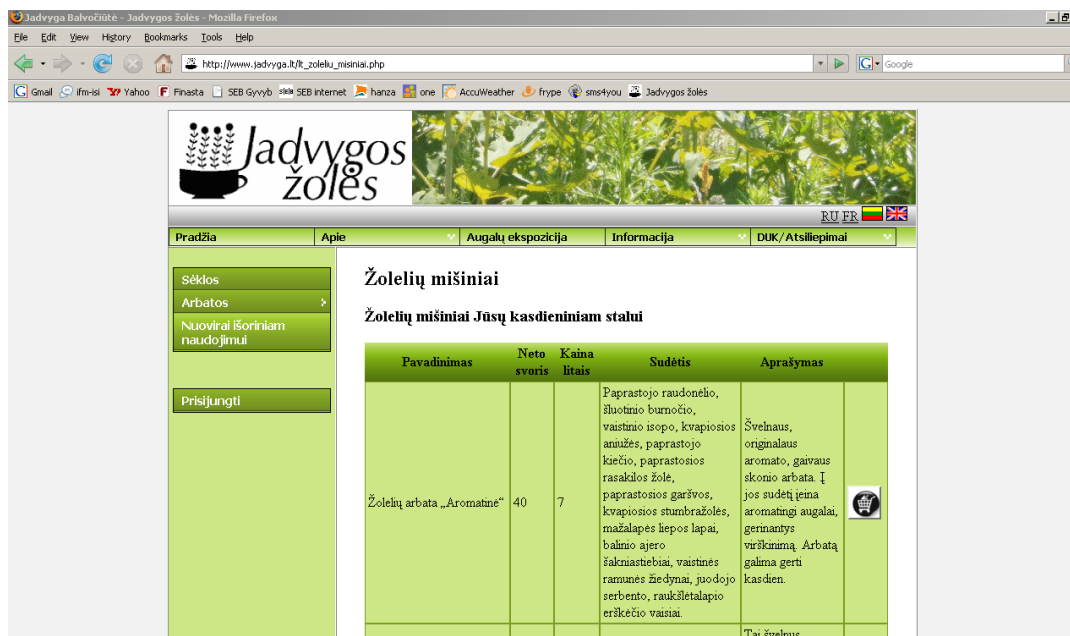 Jadvyga Balvočiūtė - Jadvygos žolės - Mozilla Firefox
File Edit View History Bookmarks Tools Help
http://www.jadvyga.lt/lt_zoleliu_misiniai.php
Google
Gmail ifm-isi Yahoo Finasta SEB Gyvyb SEB internet hanza one AccuWeather frype sms4you Jadvygos žolės
Jadvygos
žolės
RU FR
Pradžia Apie Augalų ekspozicija Informacija DUK/Atsiliepimai
Sėklos
Arbatos
Nuovirai išoriniam
naudojimui
Prisijungti
Žolelių mišiniai
Žolelių mišiniai Jūsų kasdieniniam stalui
Pavadinimas
Neto
svoris
Kaina
litais
Sudėtis
Aprašymas
Žolelių arbata „Aromatinė“
40
7
Paprastojo raudonėlio,
šluotinio burnočio,
vaistinio isopo, kvapiosios
aniužės, paprastojo
kiečio, paprastosios
rasakilos žolė,
paprastosios garšvos,
kvapiosios stumbražolės,
mažalapės liepos lapai,
balinio ajero
šakniastiebiai, vaistinės
ramunės žiedynai, juodojo
serbento, raukšlėtalapio
erškėčio vaisiai.
Švelnaus,
originalaus
aromato, gaivaus
skonio arbata. Į
jos sudėtį įeina
aromatingi augalai,
gerinantys
virškinimą. Arbatą
galima gerti
kasdien.
Tai švelnus